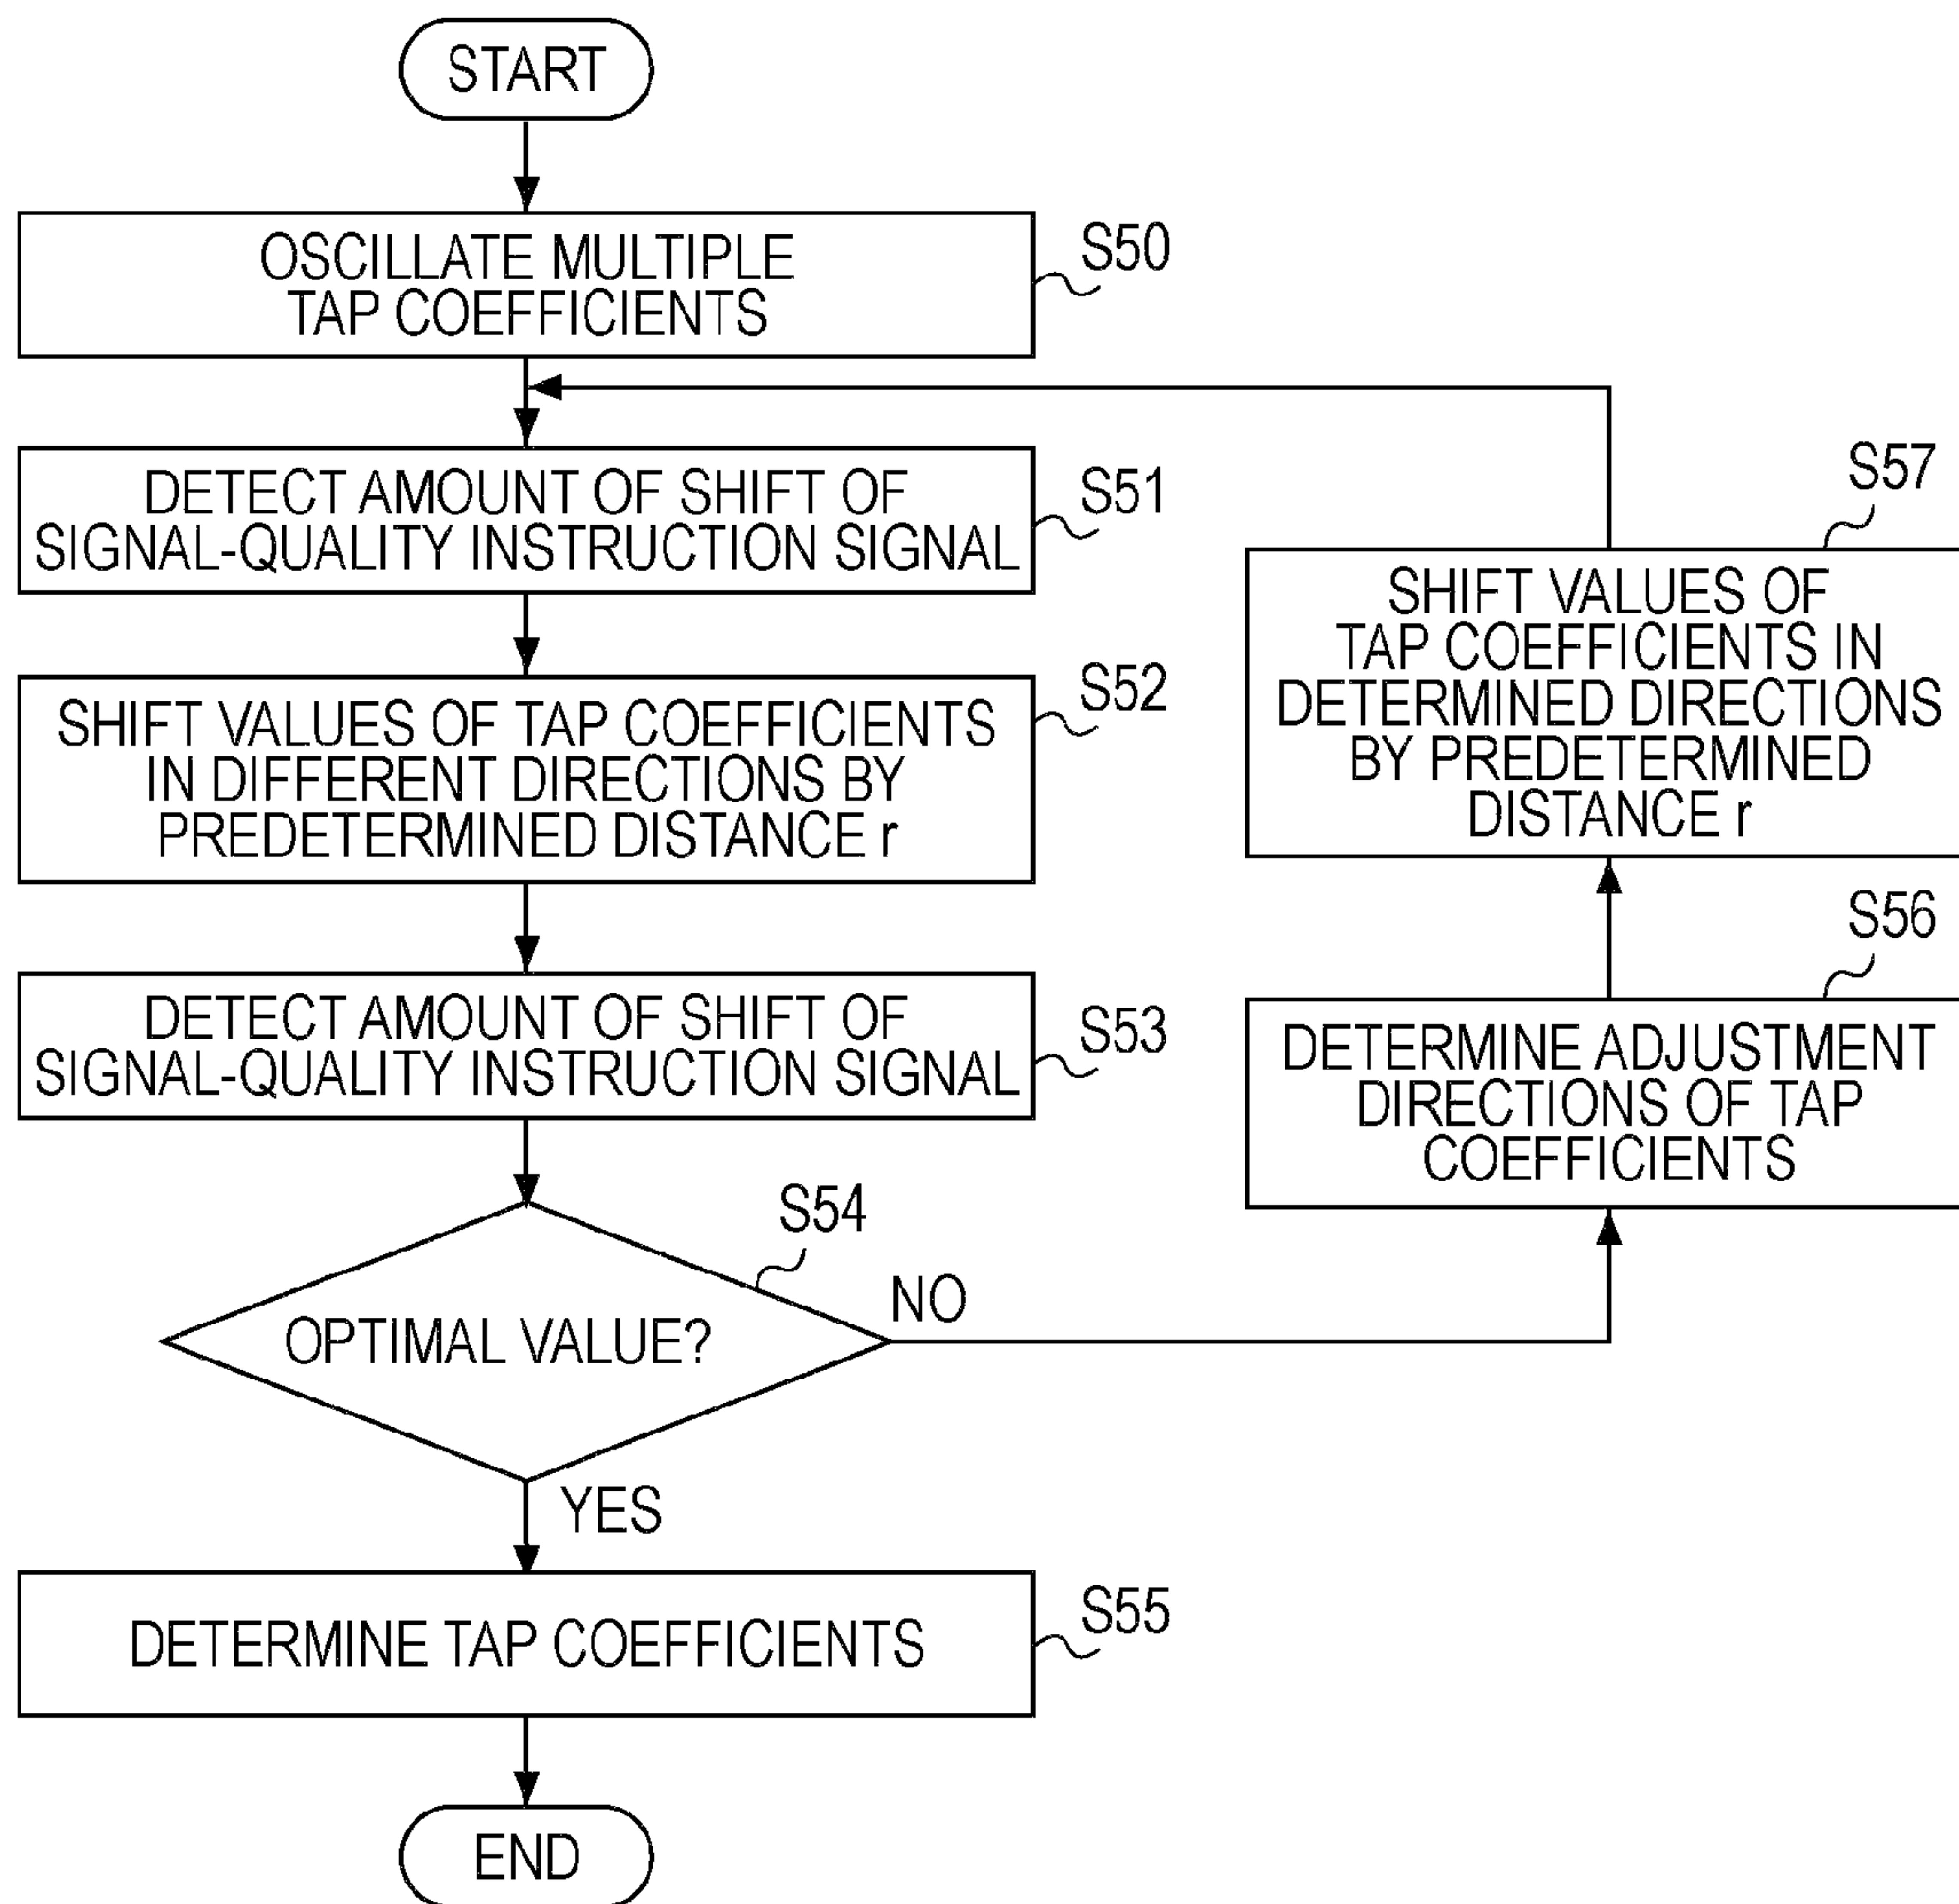 START
OSCILLATE MULTIPLE
TAP COEFFICIENTS
S50
DETECT AMOUNT OF SHIFT OF
SIGNAL-QUALITY INSTRUCTION SIGNAL
S51
SHIFT VALUES OF TAP COEFFICIENTS
IN DIFFERENT DIRECTIONS BY
PREDETERMINED DISTANCE r
S52
DETECT AMOUNT OF SHIFT OF
SIGNAL-QUALITY INSTRUCTION SIGNAL
S53
OPTIMAL VALUE?
S54
NO
YES
DETERMINE TAP COEFFICIENTS
S55
END
S57
SHIFT VALUES OF
TAP COEFFICIENTS IN
DETERMINED DIRECTIONS
BY PREDETERMINED
DISTANCE r
S56
DETERMINE ADJUSTMENT
DIRECTIONS OF TAP
COEFFICIENTS